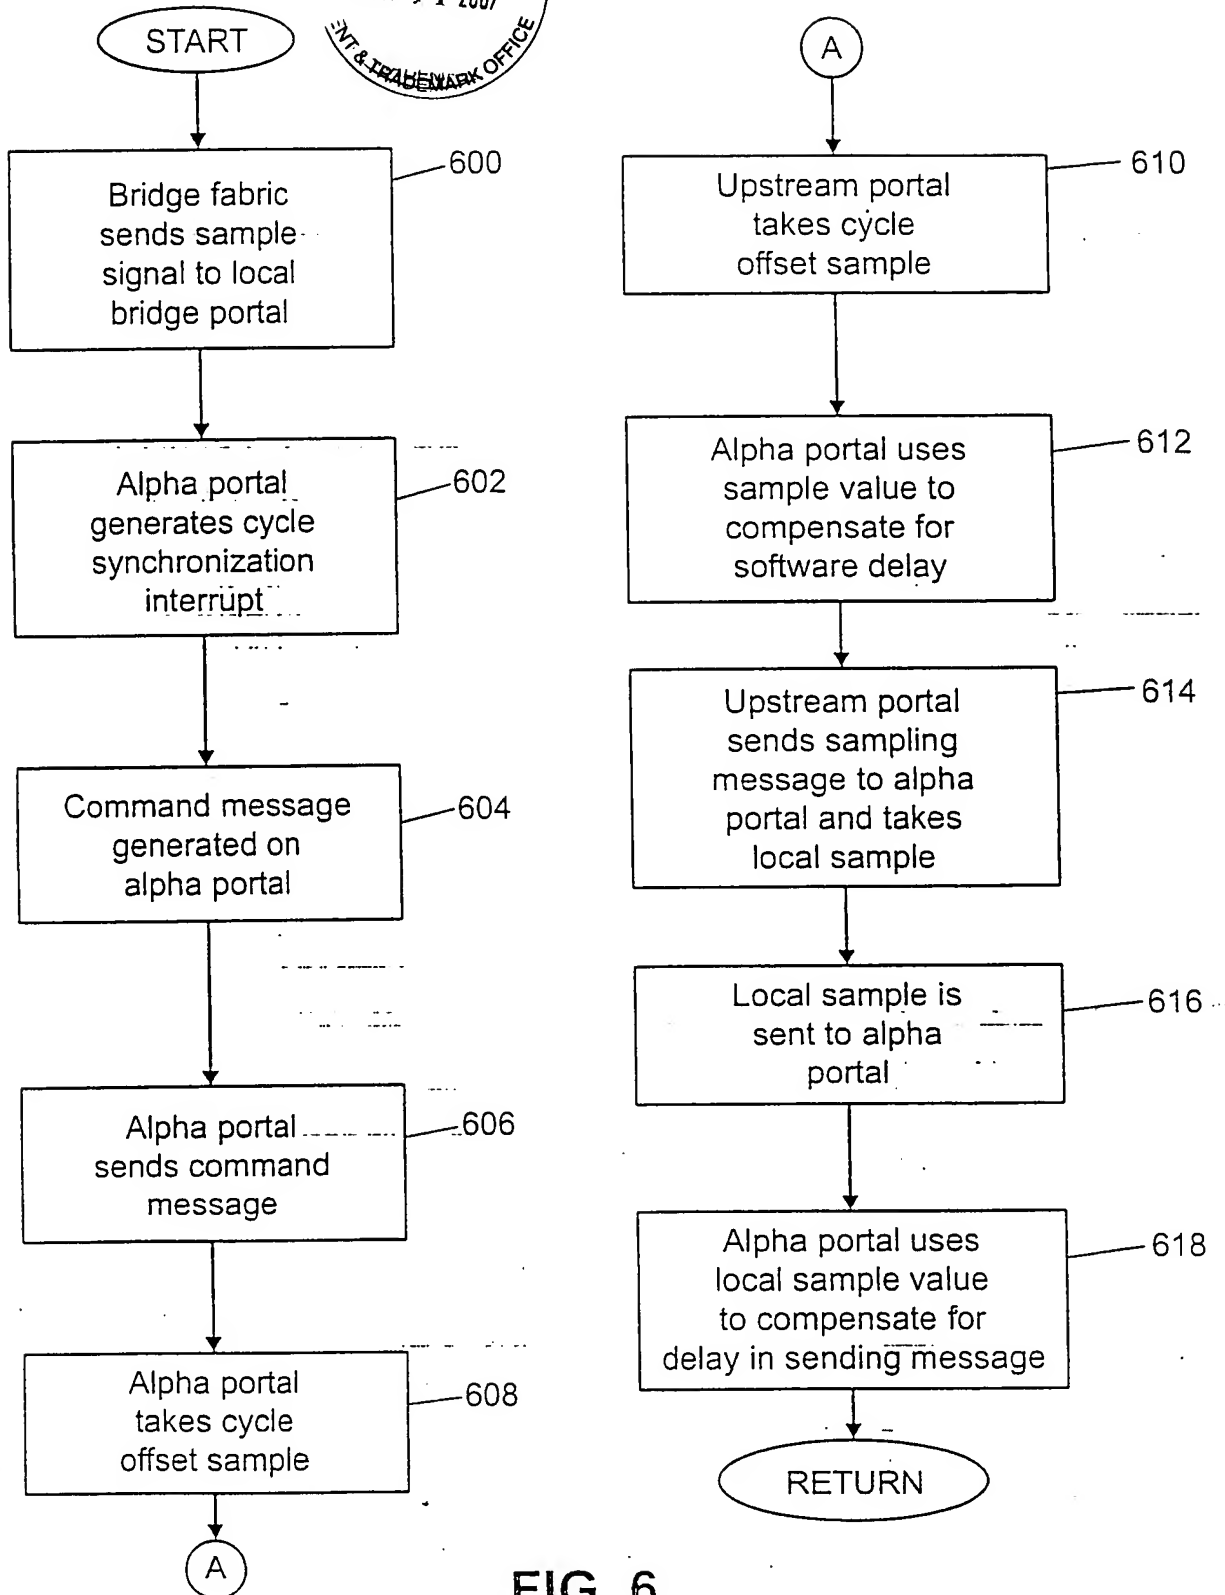 START
2007
ENT & TRADEMARK OFFICE
Bridge fabric
sends sample
signal to local
bridge portal
600
Alpha portal
generates cycle
synchronization
interrupt
602
Command message
generated on
alpha portal
604
Alpha portal
sends command
message
606
Alpha portal
takes cycle
offset sample
608
A
A
Upstream portal
takes cycle
offset sample
610
Alpha portal uses
sample value to
compensate for
software delay
612
Upstream portal
sends sampling
message to alpha
portal and takes
local sample
614
Local sample is
sent to alpha
portal
616
Alpha portal uses
local sample value
to compensate for
delay in sending message
618
RETURN
FIG. 6